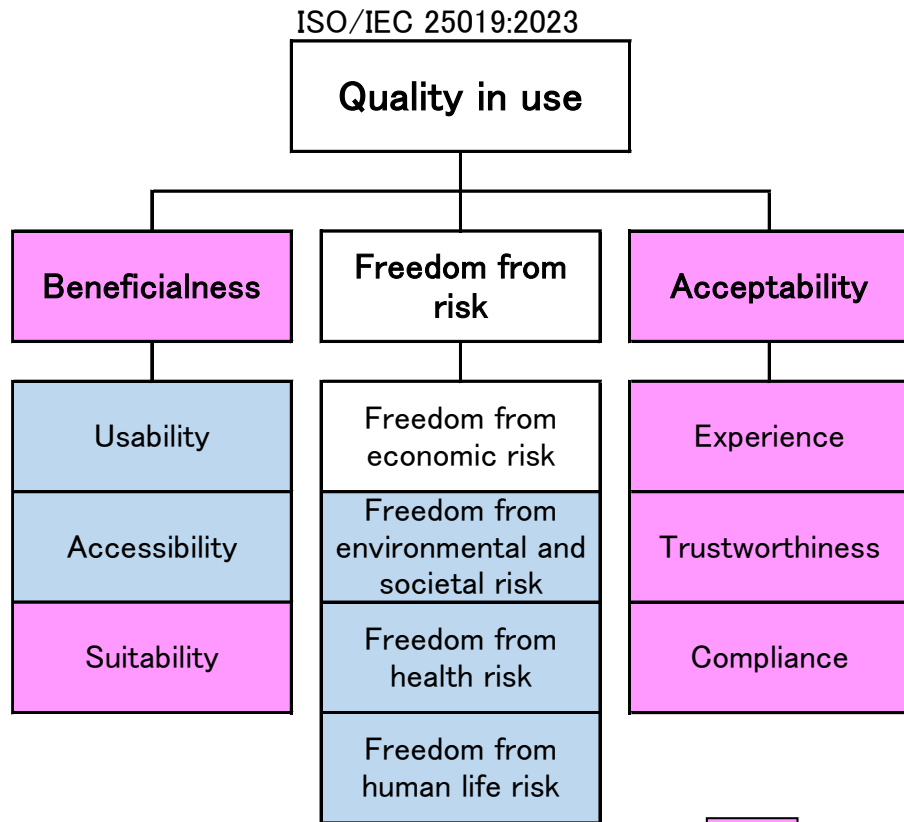 ISO/IEC 25019:2023
Quality in use
Beneficialness
Freedom from
risk
Acceptability
Usability
Accessibility
Suitability
Freedom from
economic risk
Freedom from
environmental and
societal risk
Freedom from
health risk
Freedom from
human life risk
Experience
Trustworthiness
Compliance